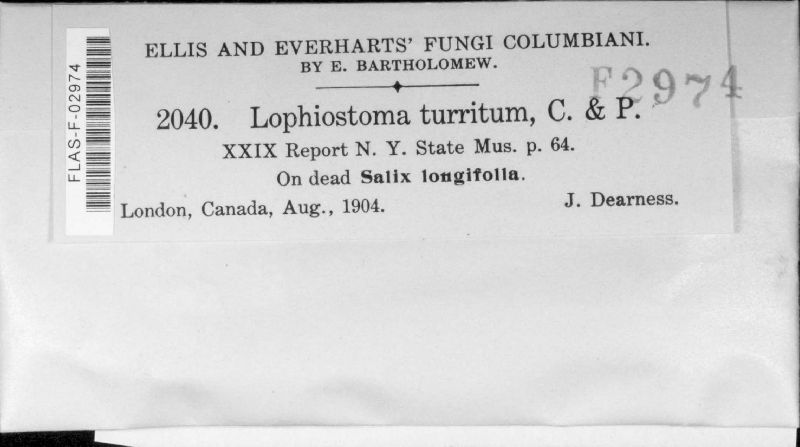 ELLIS AND EVERHARTS' FUNGI COLUMBIANI.
BY E. BARTHOLOMEW.
F2974
2040. Lophiostoma turritum, C. & P.
XXIX Report N. Y. State Mus. p. 64.
On dead Salix longifolla.
London, Canada, Aug., 1904. J. Dearness.
FLAS-F-02974